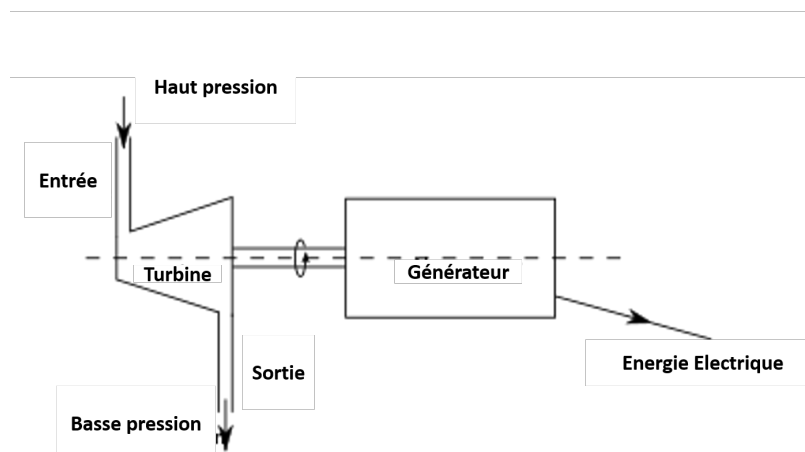 Haut pression
Entrée
Turbine
Générateur
Sortie
Energie Electrique
Basse pression